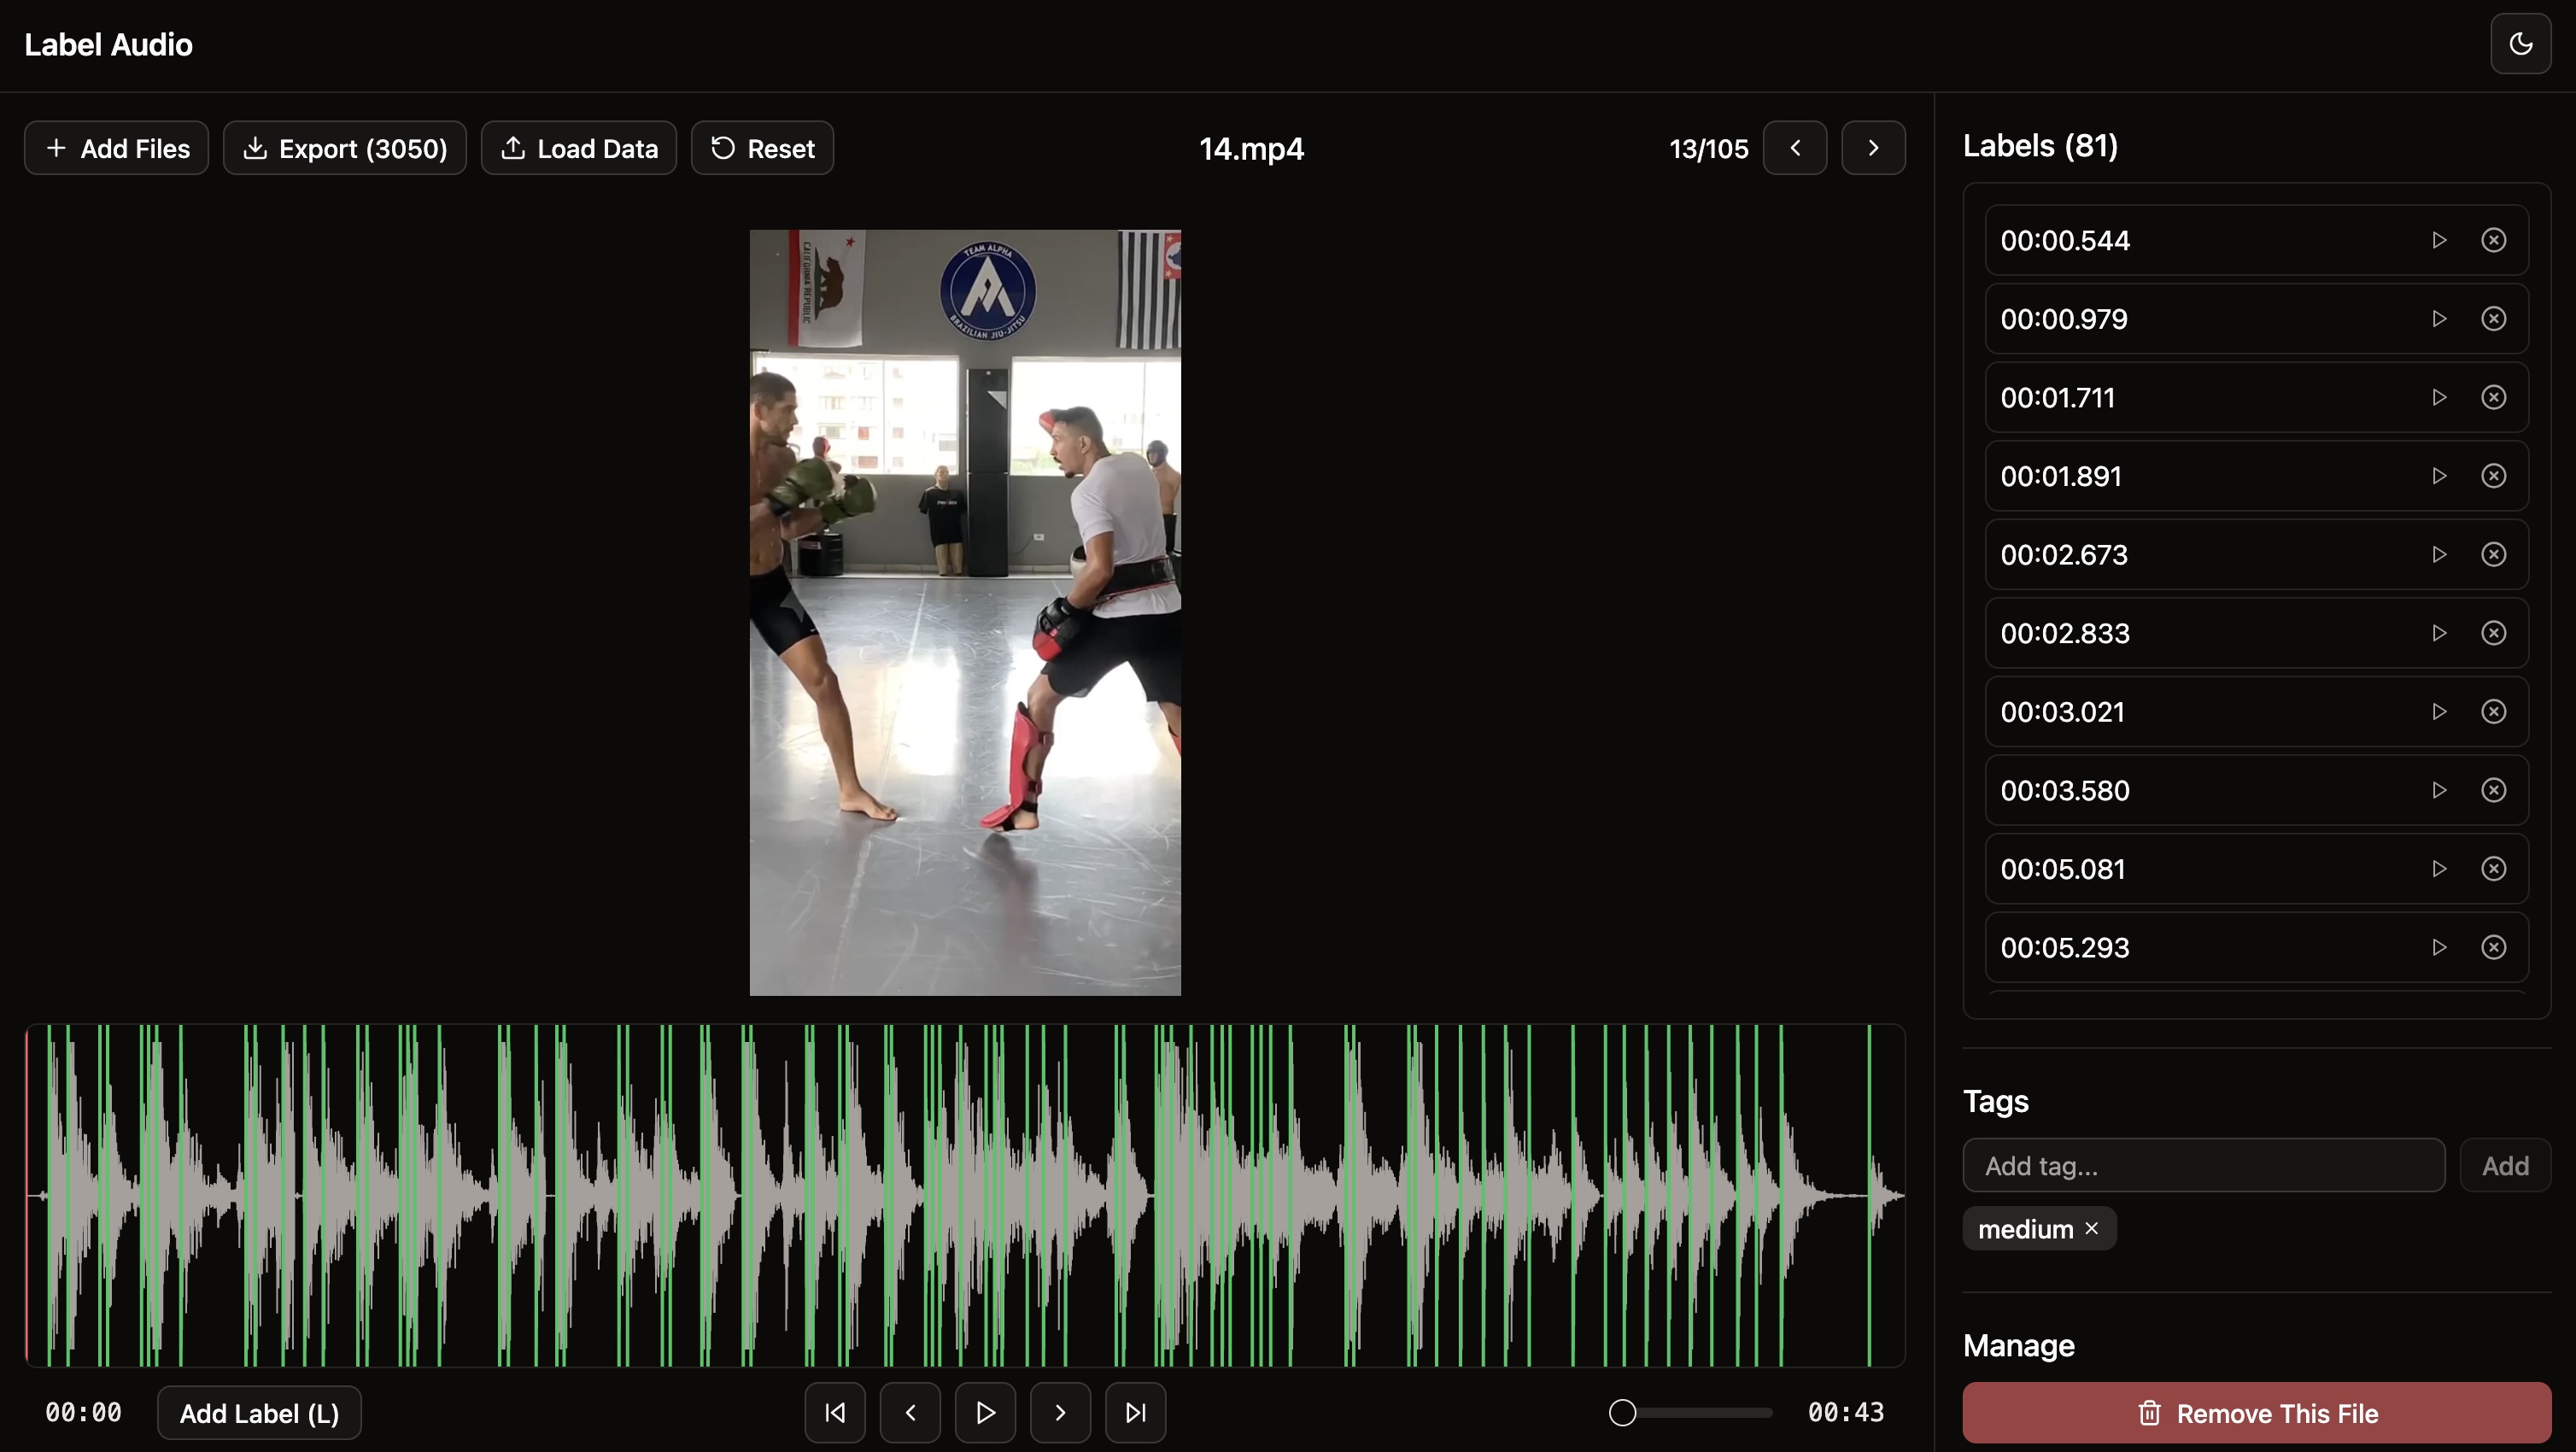 Label Audio
Add Files
Export (3050)
Load Data
Reset
14.mp4
13/105
CALIFORNIA REPUBLIC
TEAM ALPHA
BRAZILIAN JIU-JITSU
00:00
Add Label (L)
00:43
Labels (81)
00:00.544
00:00.979
00:01.711
00:01.891
00:02.673
00:02.833
00:03.021
00:03.580
00:05.081
00:05.293
Tags
Add tag...
Add
medium
Manage
Remove This File